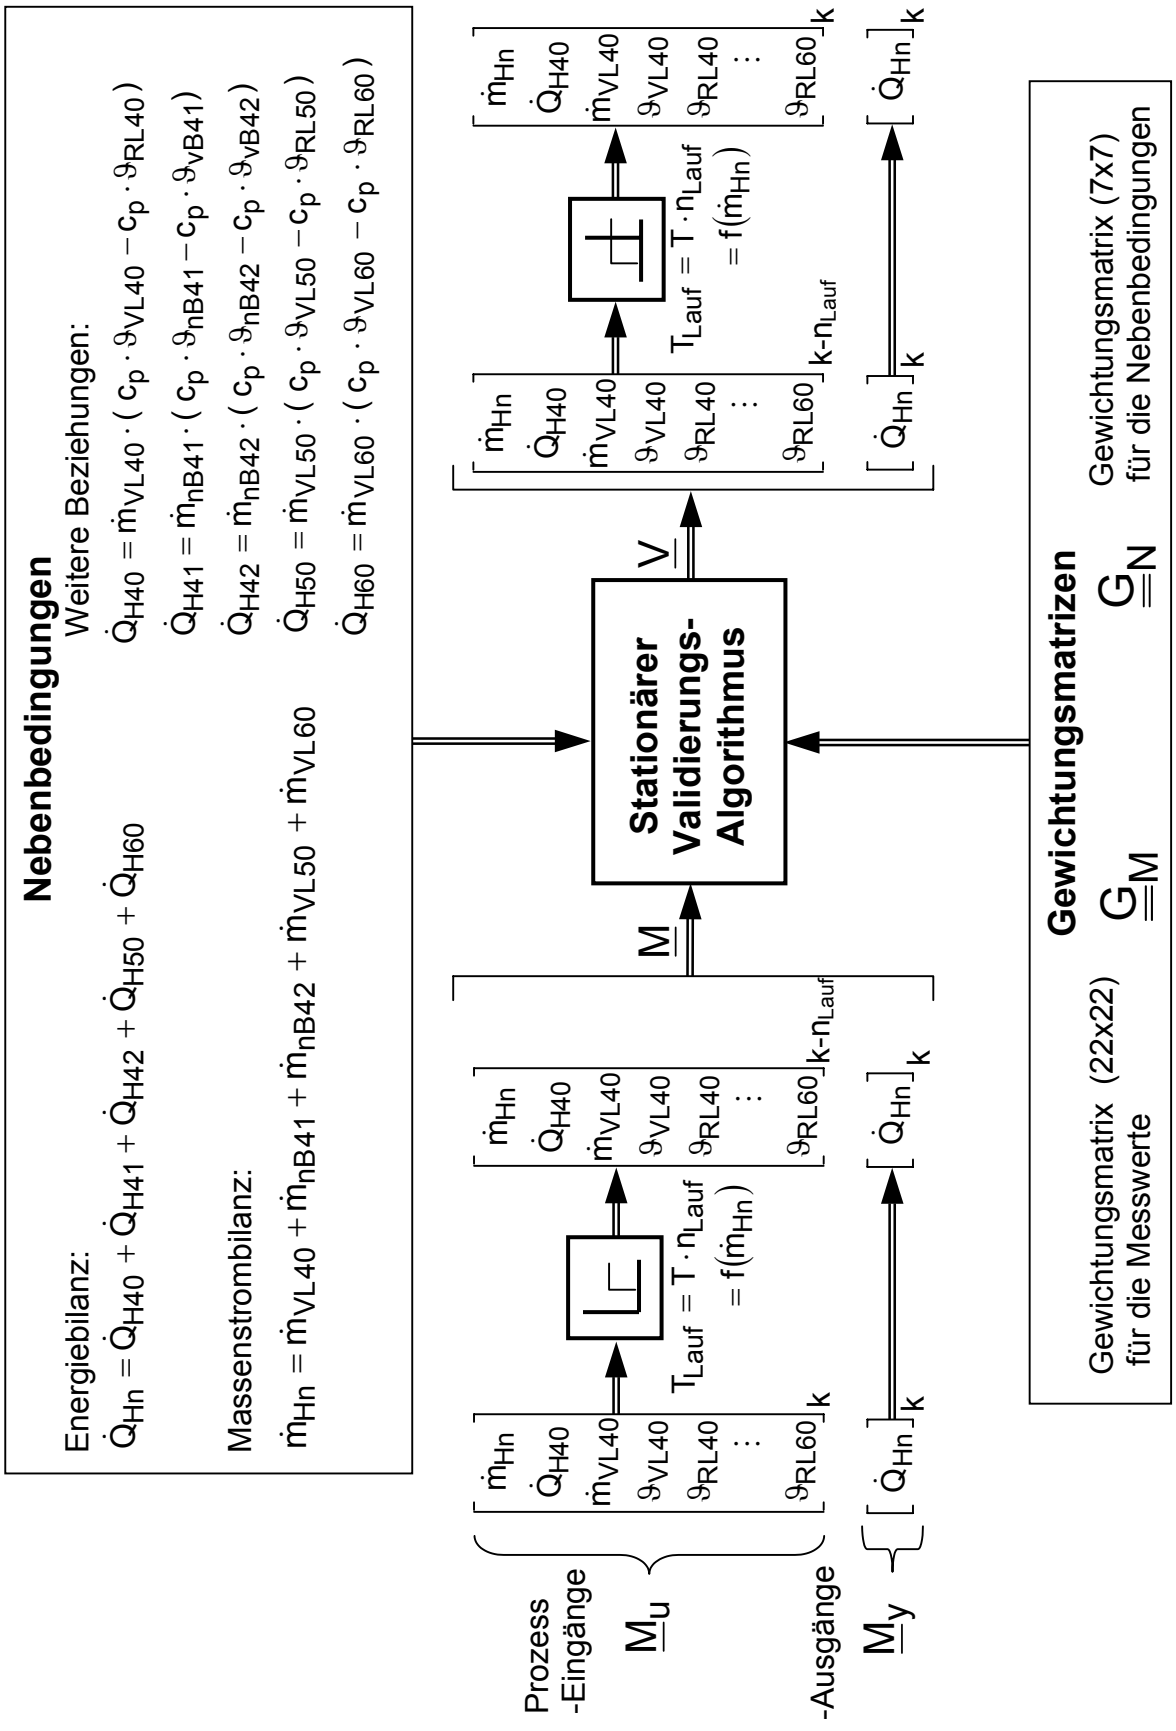 Nebenbedingungen
Energiebilanz:
Q̇Hn = Q̇H40 + Q̇H41 + Q̇H42 + Q̇H50 + Q̇H60
Massenstrombilanz:
ṁHn = ṁVL40 + ṁnB41 + ṁnB42 + ṁVL50 + ṁVL60
Weitere Beziehungen:
Q̇H40 = ṁVL40 · ( cp · ϑVL40 − cp · ϑRL40 )
Q̇H41 = ṁnB41 · ( cp · ϑnB41 − cp · ϑvB41 )
Q̇H42 = ṁnB42 · ( cp · ϑnB42 − cp · ϑvB42 )
Q̇H50 = ṁVL50 · ( cp · ϑVL50 − cp · ϑRL50 )
Q̇H60 = ṁVL60 · ( cp · ϑVL60 − cp · ϑRL60 )
Prozess
-Eingänge
Mu
ṁHn
Q̇H40
ṁVL40
ϑVL40
ϑRL40
⋮
ϑRL60
k
TLauf = T · nLauf
= f(ṁHn)
ṁHn
Q̇H40
ṁVL40
ϑVL40
ϑRL40
⋮
ϑRL60
k-nLauf
M
Stationärer
Validierungs-
Algorithmus
V
ṁHn
Q̇H40
ṁVL40
ϑVL40
ϑRL40
⋮
ϑRL60
k-nLauf
TLauf = T · nLauf
= f(ṁHn)
ṁHn
Q̇H40
ṁVL40
ϑVL40
ϑRL40
⋮
ϑRL60
k
-Ausgänge
My
[Q̇Hn]k
[Q̇Hn]k
[Q̇Hn]k
[Q̇Hn]k
Gewichtungsmatrizen
Gewichtungsmatrix (22x22)
für die Messwerte
GM
GN
Gewichtungsmatrix (7x7)
für die Nebenbedingungen